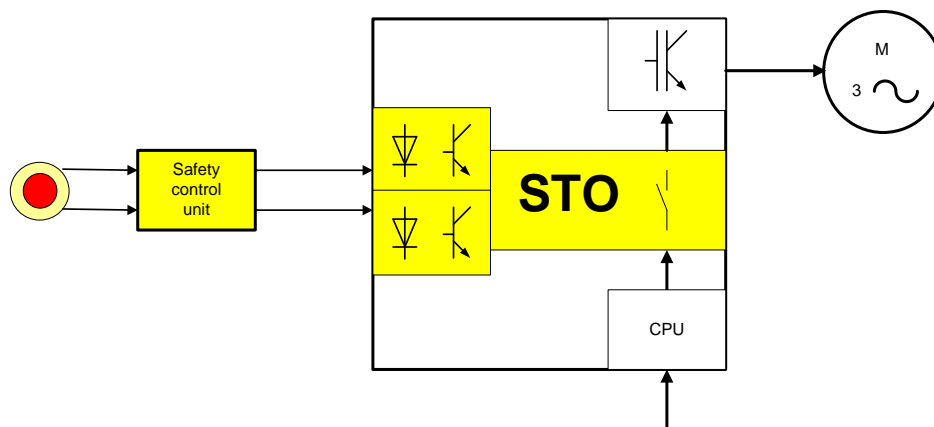 M
3
Safety
control
unit
STO
CPU